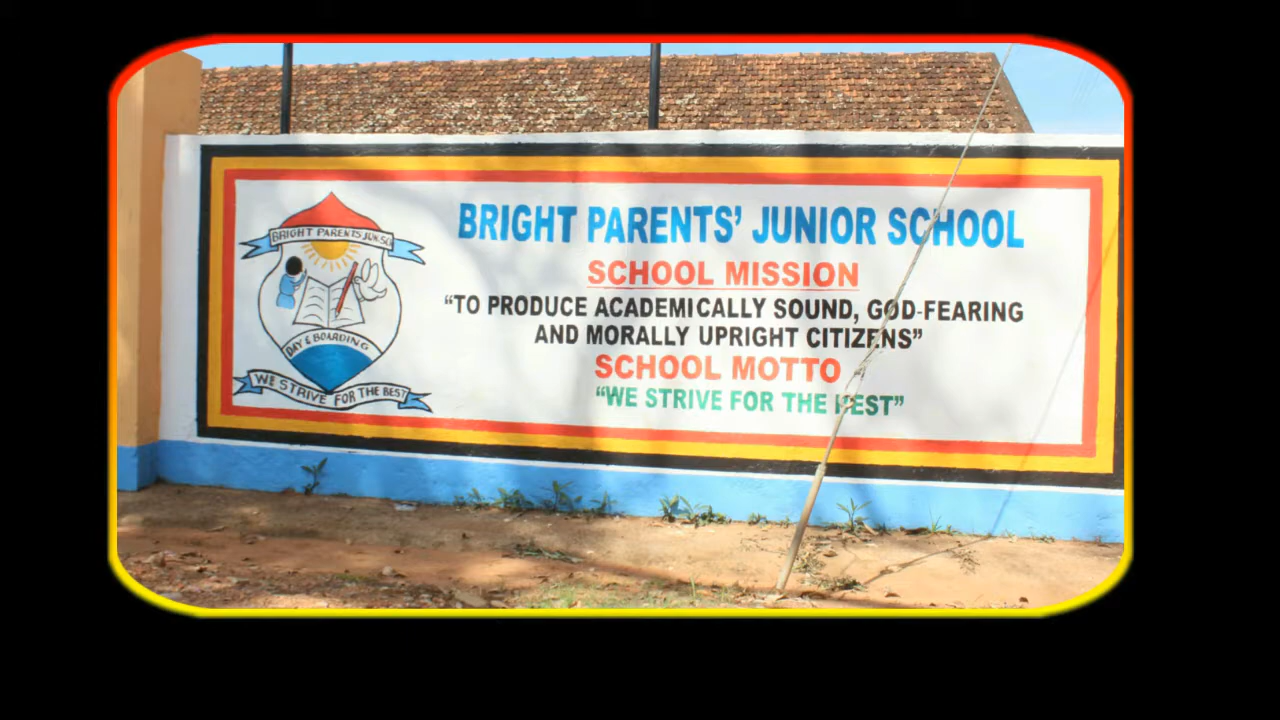 BRIGHT PARENTS' JUN SC
DAY & BOARDING
WE STRIVE FOR THE BEST
BRIGHT PARENTS’ JUNIOR SCHOOL
SCHOOL MISSION
“TO PRODUCE ACADEMICALLY SOUND, GOD-FEARING
AND MORALLY UPRIGHT CITIZENS”
SCHOOL MOTTO
“WE STRIVE FOR THE BEST”